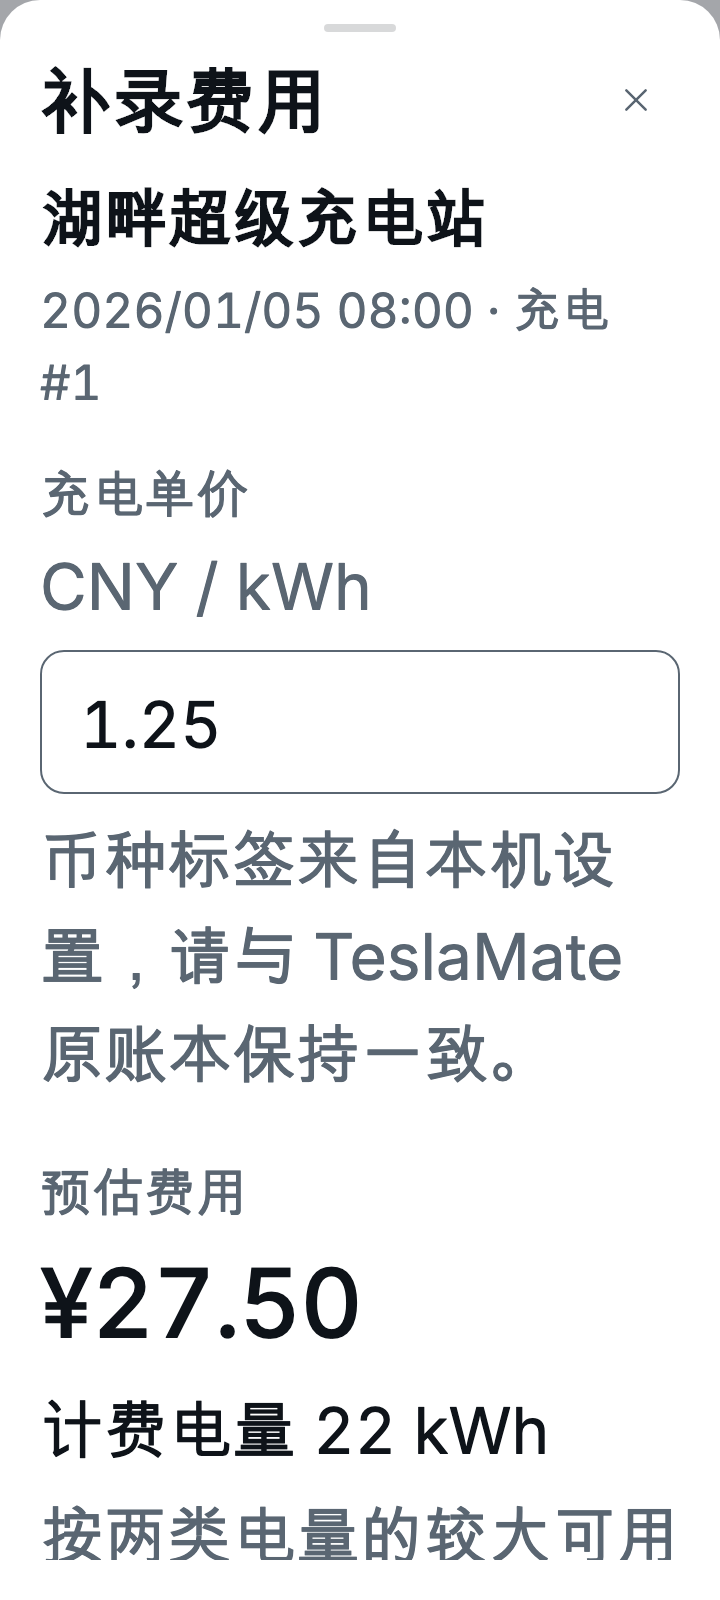 补录费用
湖畔超级充电站
2026/01/05 08:00 · 充电
#1
充电单价
CNY / kWh
1.25
币种标签来自本机设
置，请与 TeslaMate
原账本保持一致。
预估费用
¥27.50
计费电量 22 kWh
按两类电量的较大可用